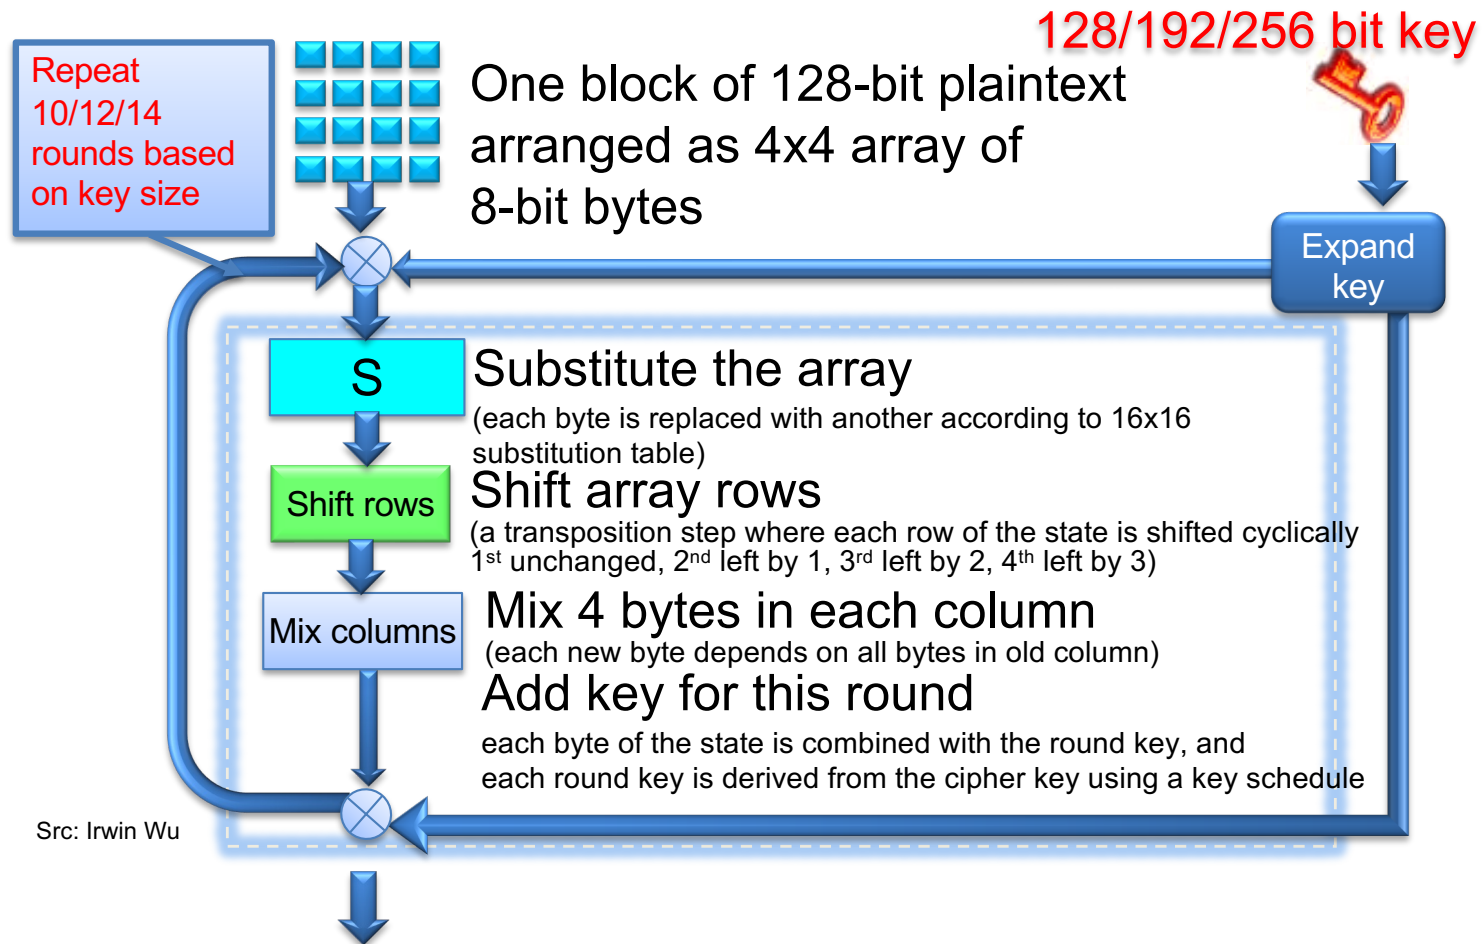 128/192/256 bit key
Repeat
10/12/14
rounds based
on key size
One block of 128-bit plaintext
arranged as 4x4 array of
8-bit bytes
Expand
key
S
Substitute the array
(each byte is replaced with another according to 16x16
substitution table)
Shift rows
Shift array rows
(a transposition step where each row of the state is shifted cyclically
1st unchanged, 2nd left by 1, 3rd left by 2, 4th left by 3)
Mix columns
Mix 4 bytes in each column
(each new byte depends on all bytes in old column)
Add key for this round
each byte of the state is combined with the round key, and
each round key is derived from the cipher key using a key schedule
Src: Irwin Wu